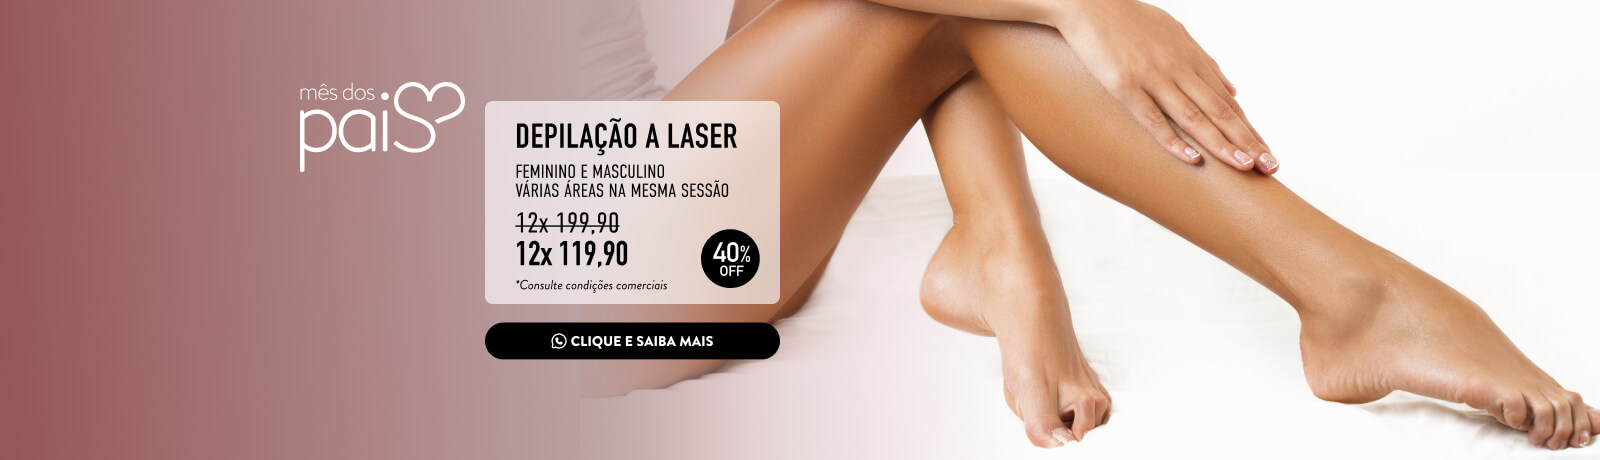 mês dos
pais
DEPILAÇÃO A LASER
FEMININO E MASCULINO
VÁRIAS ÁREAS NA MESMA SESSÃO
12x 199,90
12x 119,90
40%
OFF
*Consulte condições comerciais
CLIQUE E SAIBA MAIS